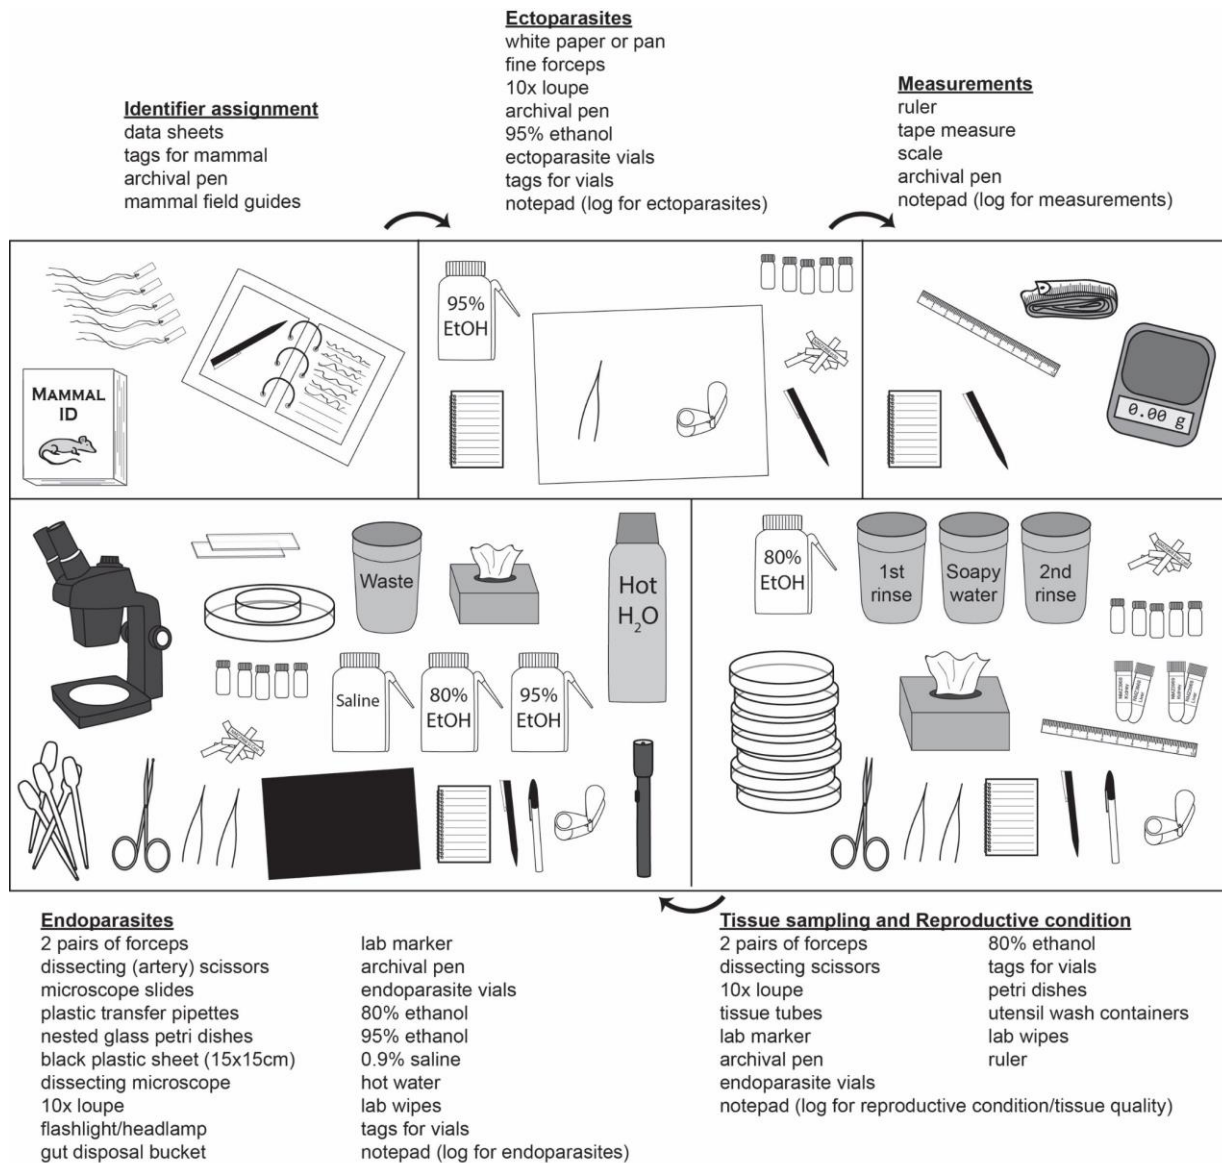 Ectoparasites
white paper or pan
fine forceps
10x loupe
archival pen
95% ethanol
ectoparasite vials
tags for vials
notepad (log for ectoparasites)
Identifier assignment
data sheets
tags for mammal
archival pen
mammal field guides
Measurements
ruler
tape measure
scale
archival pen
notepad (log for measurements)
MAMMAL
ID
95%
EtOH
0.00 g
Waste
Hot
H₂O
Saline
80%
EtOH
95%
EtOH
80%
EtOH
1st
rinse
Soapy
water
2nd
rinse
Kidney
Liver
Kidney
Liver
Endoparasites
2 pairs of forceps
dissecting (artery) scissors
microscope slides
plastic transfer pipettes
nested glass petri dishes
black plastic sheet (15x15cm)
dissecting microscope
10x loupe
flashlight/headlamp
gut disposal bucket
lab marker
archival pen
endoparasite vials
80% ethanol
95% ethanol
0.9% saline
hot water
lab wipes
tags for vials
notepad (log for endoparasites)
Tissue sampling and Reproductive condition
2 pairs of forceps
dissecting scissors
10x loupe
tissue tubes
lab marker
archival pen
endoparasite vials
notepad (log for reproductive condition/tissue quality)
80% ethanol
tags for vials
petri dishes
utensil wash containers
lab wipes
ruler